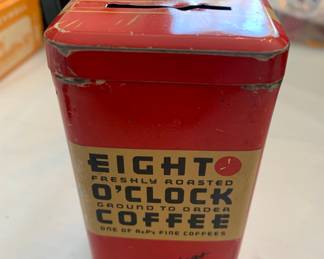 EIGHT
FRESHLY ROASTED
O'CLOCK
GROUND TO ORDER
COFFEE
ONE OF A&P'S FINE COFFEES